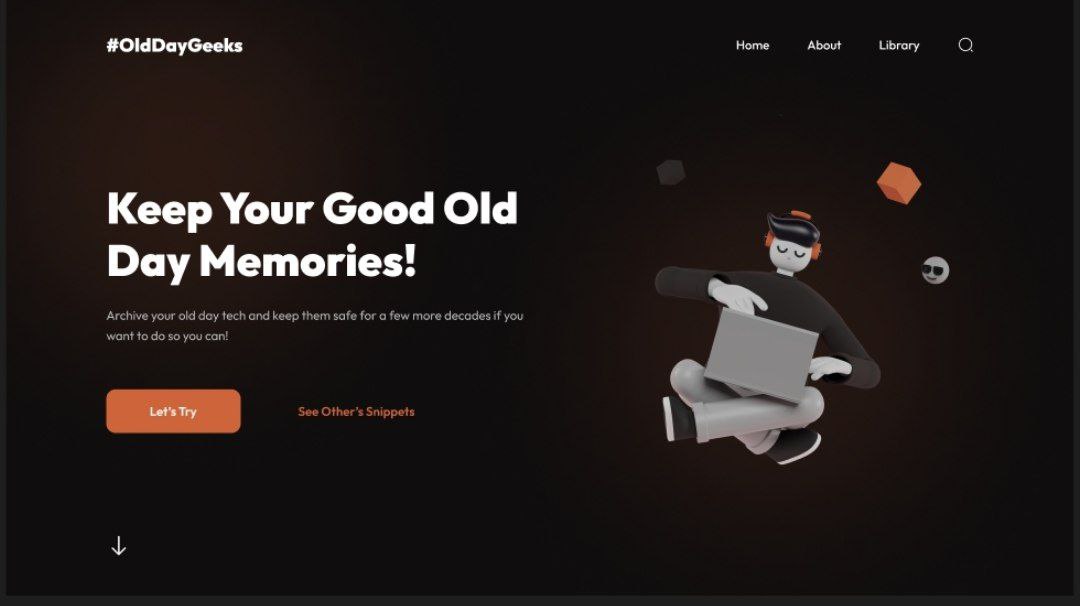 #OldDayGeeks
Home About Library
Keep Your Good Old
Day Memories!
Archive your old day tech and keep them safe for a few more decades if you
want to do so you can!
Let's Try
See Other's Snippets